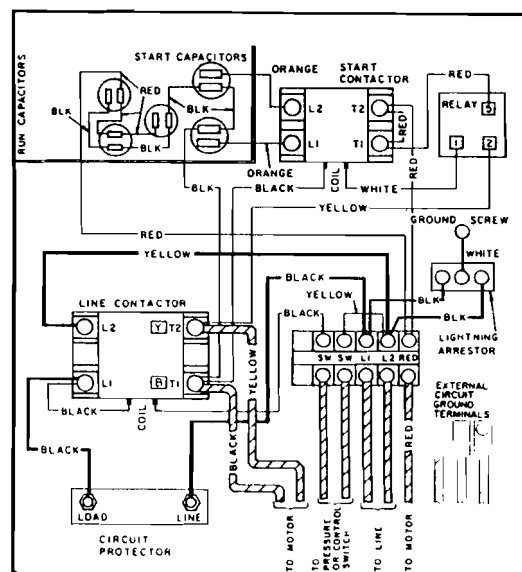 RUN CAPACITORS
START CAPACITORS
RED
BLK
BLK
BLK
ORANGE
ORANGE
START
CONTACTOR
L2
T2
L1
T1
COIL
RED
RED
RED
RELAY
5
1
2
BLK
BLACK
WHITE
YELLOW
RED
YELLOW
GROUND SCREW
WHITE
BLACK
BLACK
YELLOW
BLK
BLK
LIGHTNING
ARRESTOR
LINE CONTACTOR
L2
Y
T2
L1
R
T1
COIL
BLACK
BLACK
YELLOW
BLACK
SW
SW
L1
L2
RED
RED
EXTERNAL
CIRCUIT
GROUND
TERMINALS
LOAD
LINE
CIRCUIT
PROTECTOR
TO MOTOR
TO
PRESSURE
OR CONTROL
SWITCH
TO LINE
TO MOTOR